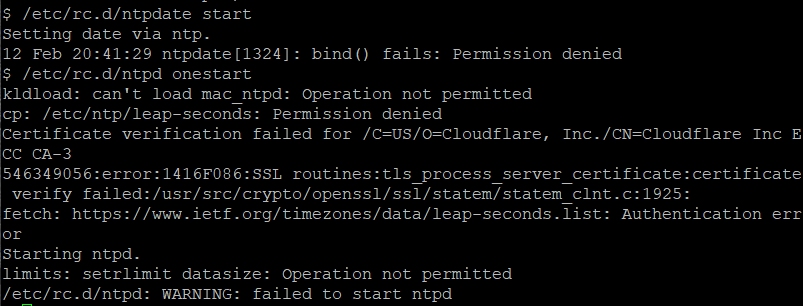 $ /etc/rc.d/ntpdate start
Setting date via ntp.
12 Feb 20:41:29 ntpdate[1324]: bind() fails: Permission denied
$ /etc/rc.d/ntpd onestart
kldload: can't load mac_ntpd: Operation not permitted
cp: /etc/ntp/leap-seconds: Permission denied
Certificate verification failed for /C=US/O=Cloudflare, Inc./CN=Cloudflare Inc E
CC CA-3
546349056:error:1416F086:SSL routines:tls_process_server_certificate:certificate
 verify failed:/usr/src/crypto/openssl/ssl/statem/statem_clnt.c:1925:
fetch: https://www.ietf.org/timezones/data/leap-seconds.list: Authentication err
or
Starting ntpd.
limits: setrlimit datasize: Operation not permitted
/etc/rc.d/ntpd: WARNING: failed to start ntpd